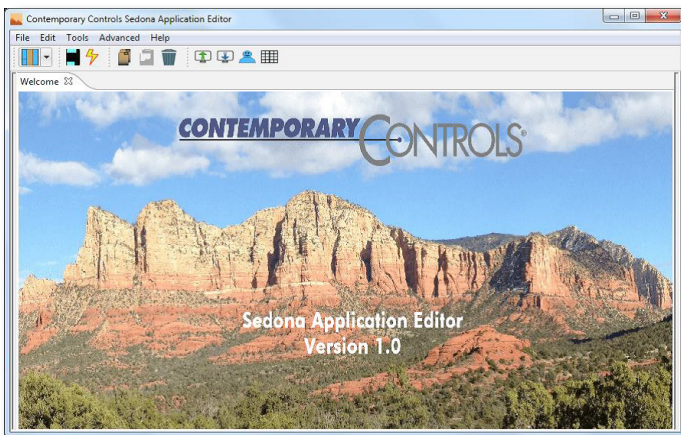 Contemporary Controls Sedona Application Editor
File Edit Tools Advanced Help
Welcome
CONTEMPORARY CONTROLS®
Sedona Application Editor
Version 1.0